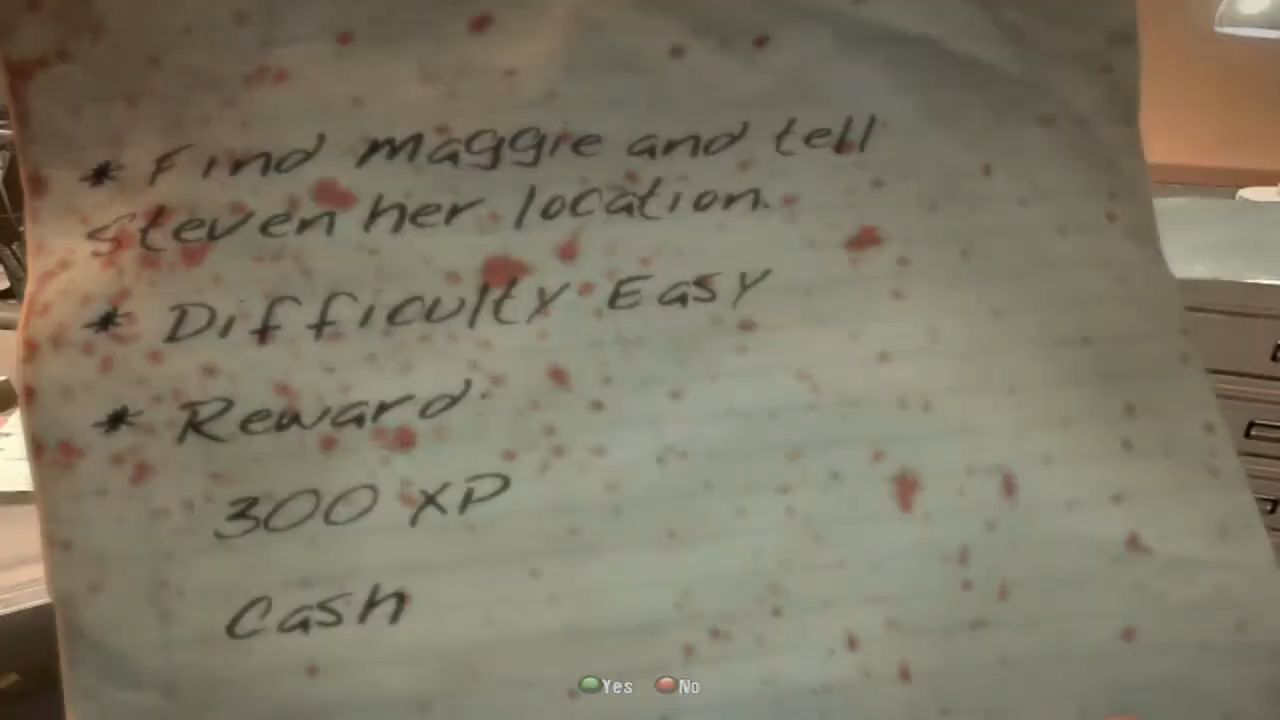 * Find maggie and tell
Steven her location.
* Difficulty Easy
* Reward
300 XP
Cash
Yes No